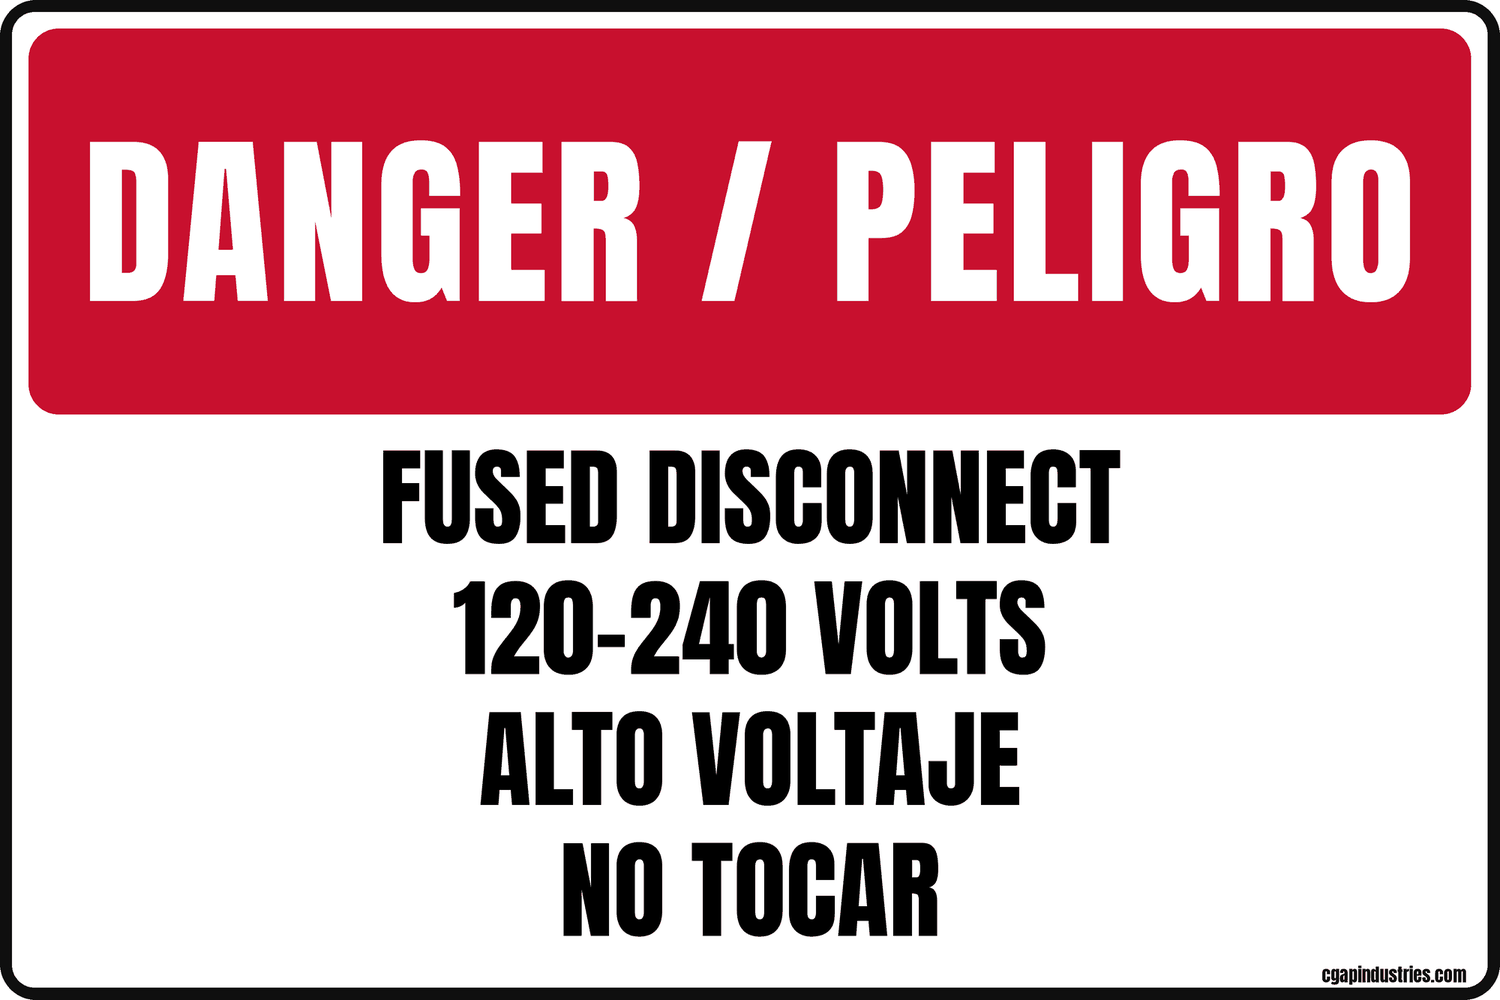 DANGER / PELIGRO
FUSED DISCONNECT
120-240 VOLTS
ALTO VOLTAJE
NO TOCAR
cgapindustries.com